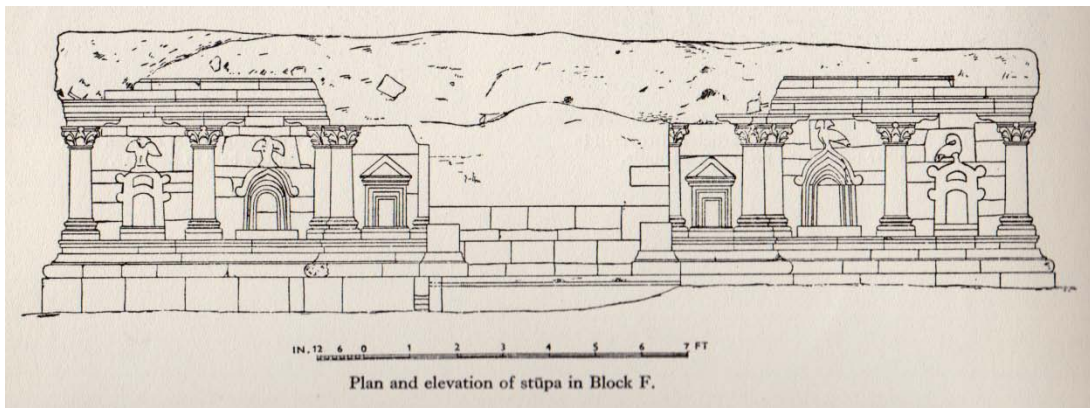 IN. 12 6 0 1 2 3 4 5 6 7 FT
Plan and elevation of stūpa in Block F.